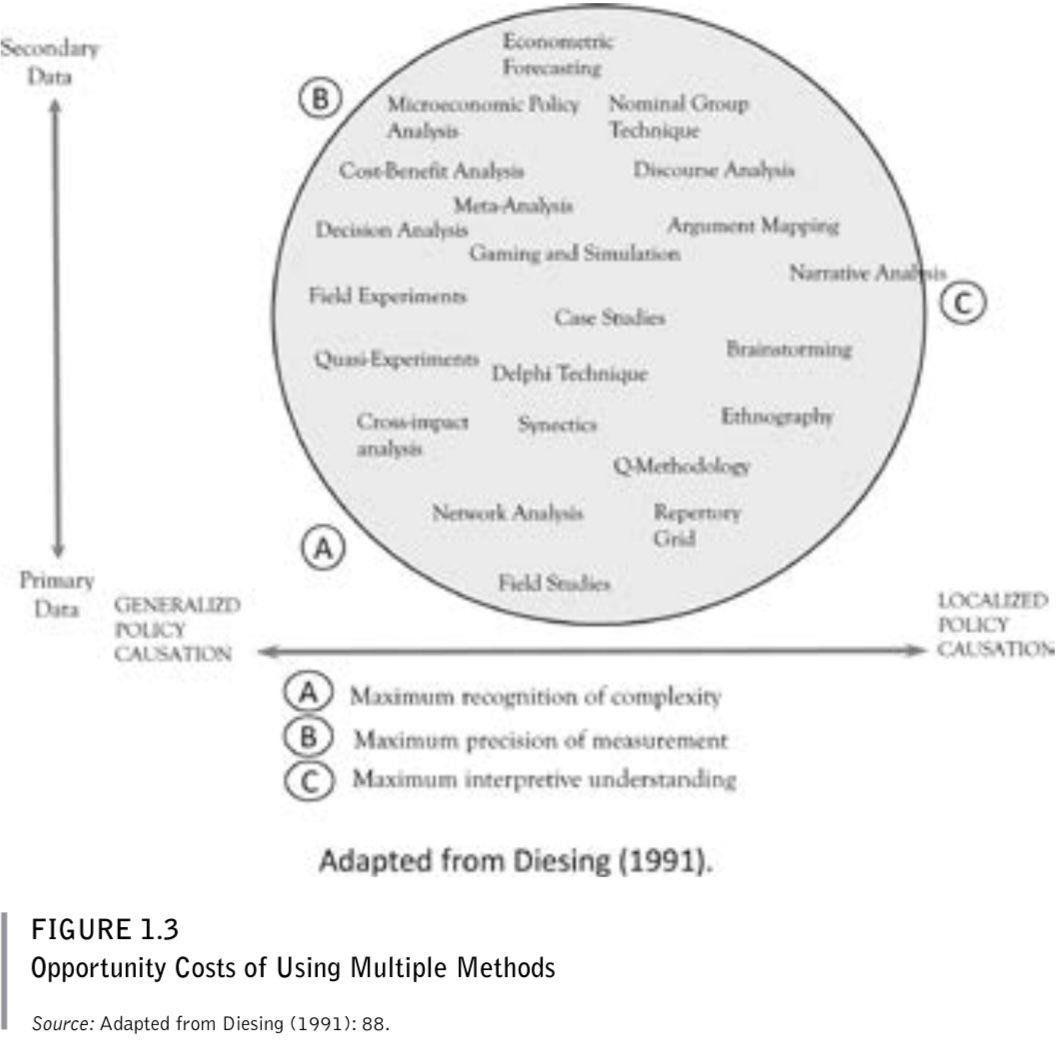 Secondary
Data
Econometric
Forecasting
B
Microeconomic Policy
Analysis
Nominal Group
Technique
Cost-Benefit Analysis
Discourse Analysis
Meta-Analysis
Decision Analysis
Argument Mapping
Gaming and Simulation
Narrative Analysis
Field Experiments
C
Case Studies
Quasi-Experiments
Brainstorming
Delphi Technique
Cross-impact
analysis
Synectics
Ethnography
Q-Methodology
Network Analysis
Repertory
Grid
A
Field Studies
Primary
Data
GENERALIZD
POLICY
CAUSATION
LOCALIZED
POLICY
CAUSATION
A Maximum recognition of complexity
B Maximum precision of measurement
C Maximum interpretive understanding
Adapted from Diesing (1991).
FIGURE 1.3
Opportunity Costs of Using Multiple Methods
Source: Adapted from Diesing (1991): 88.